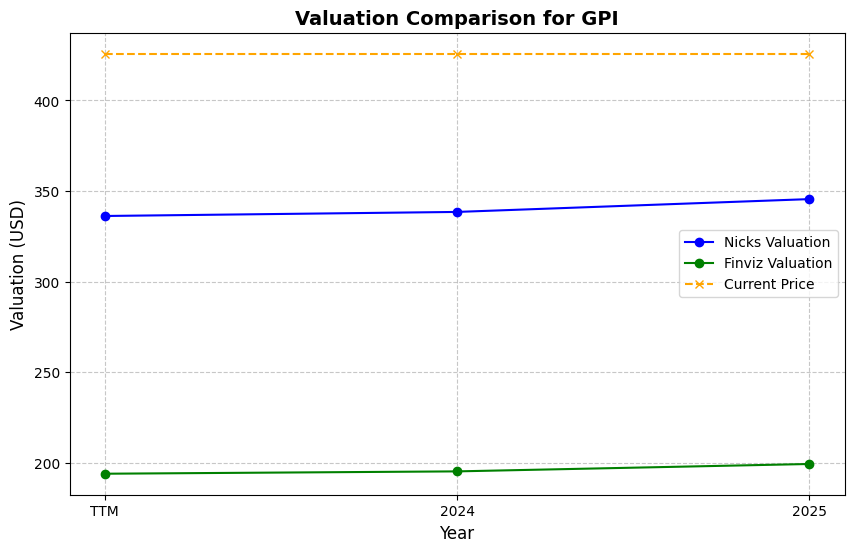 Valuation Comparison for GPI
Valuation (USD)
400
350
300
250
200
Nicks Valuation
Finviz Valuation
Current Price
TTM
2024
2025
Year